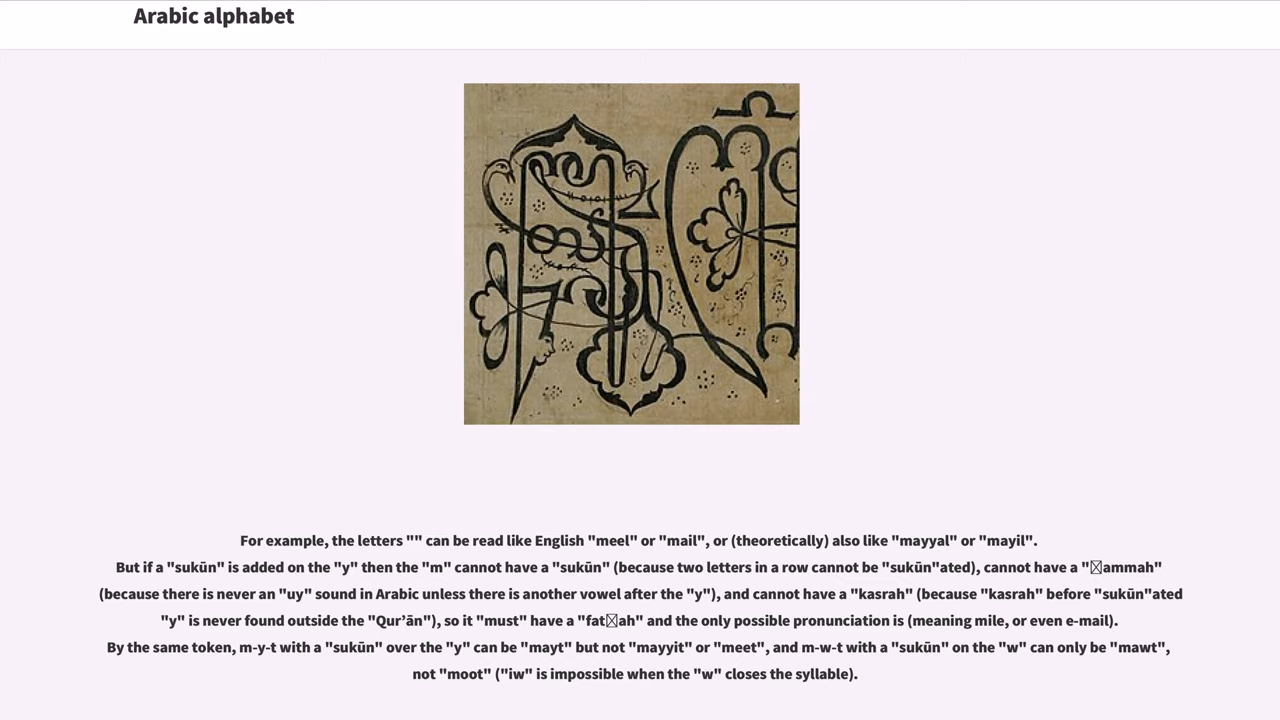 Arabic alphabet
For example, the letters "" can be read like English "meel" or "mail", or (theoretically) also like "mayyal" or "mayil".
But if a "sukūn" is added on the "y" then the "m" cannot have a "sukūn" (because two letters in a row cannot be "sukūn"ated), cannot have a "□ammah"
(because there is never an "uy" sound in Arabic unless there is another vowel after the "y"), and cannot have a "kasrah" (because "kasrah" before "sukūn"ated
"y" is never found outside the "Qur’ān"), so it "must" have a "fat□ah" and the only possible pronunciation is (meaning mile, or even e-mail).
By the same token, m-y-t with a "sukūn" over the "y" can be "mayt" but not "mayyit" or "meet", and m-w-t with a "sukūn" on the "w" can only be "mawt",
not "moot" ("iw" is impossible when the "w" closes the syllable).